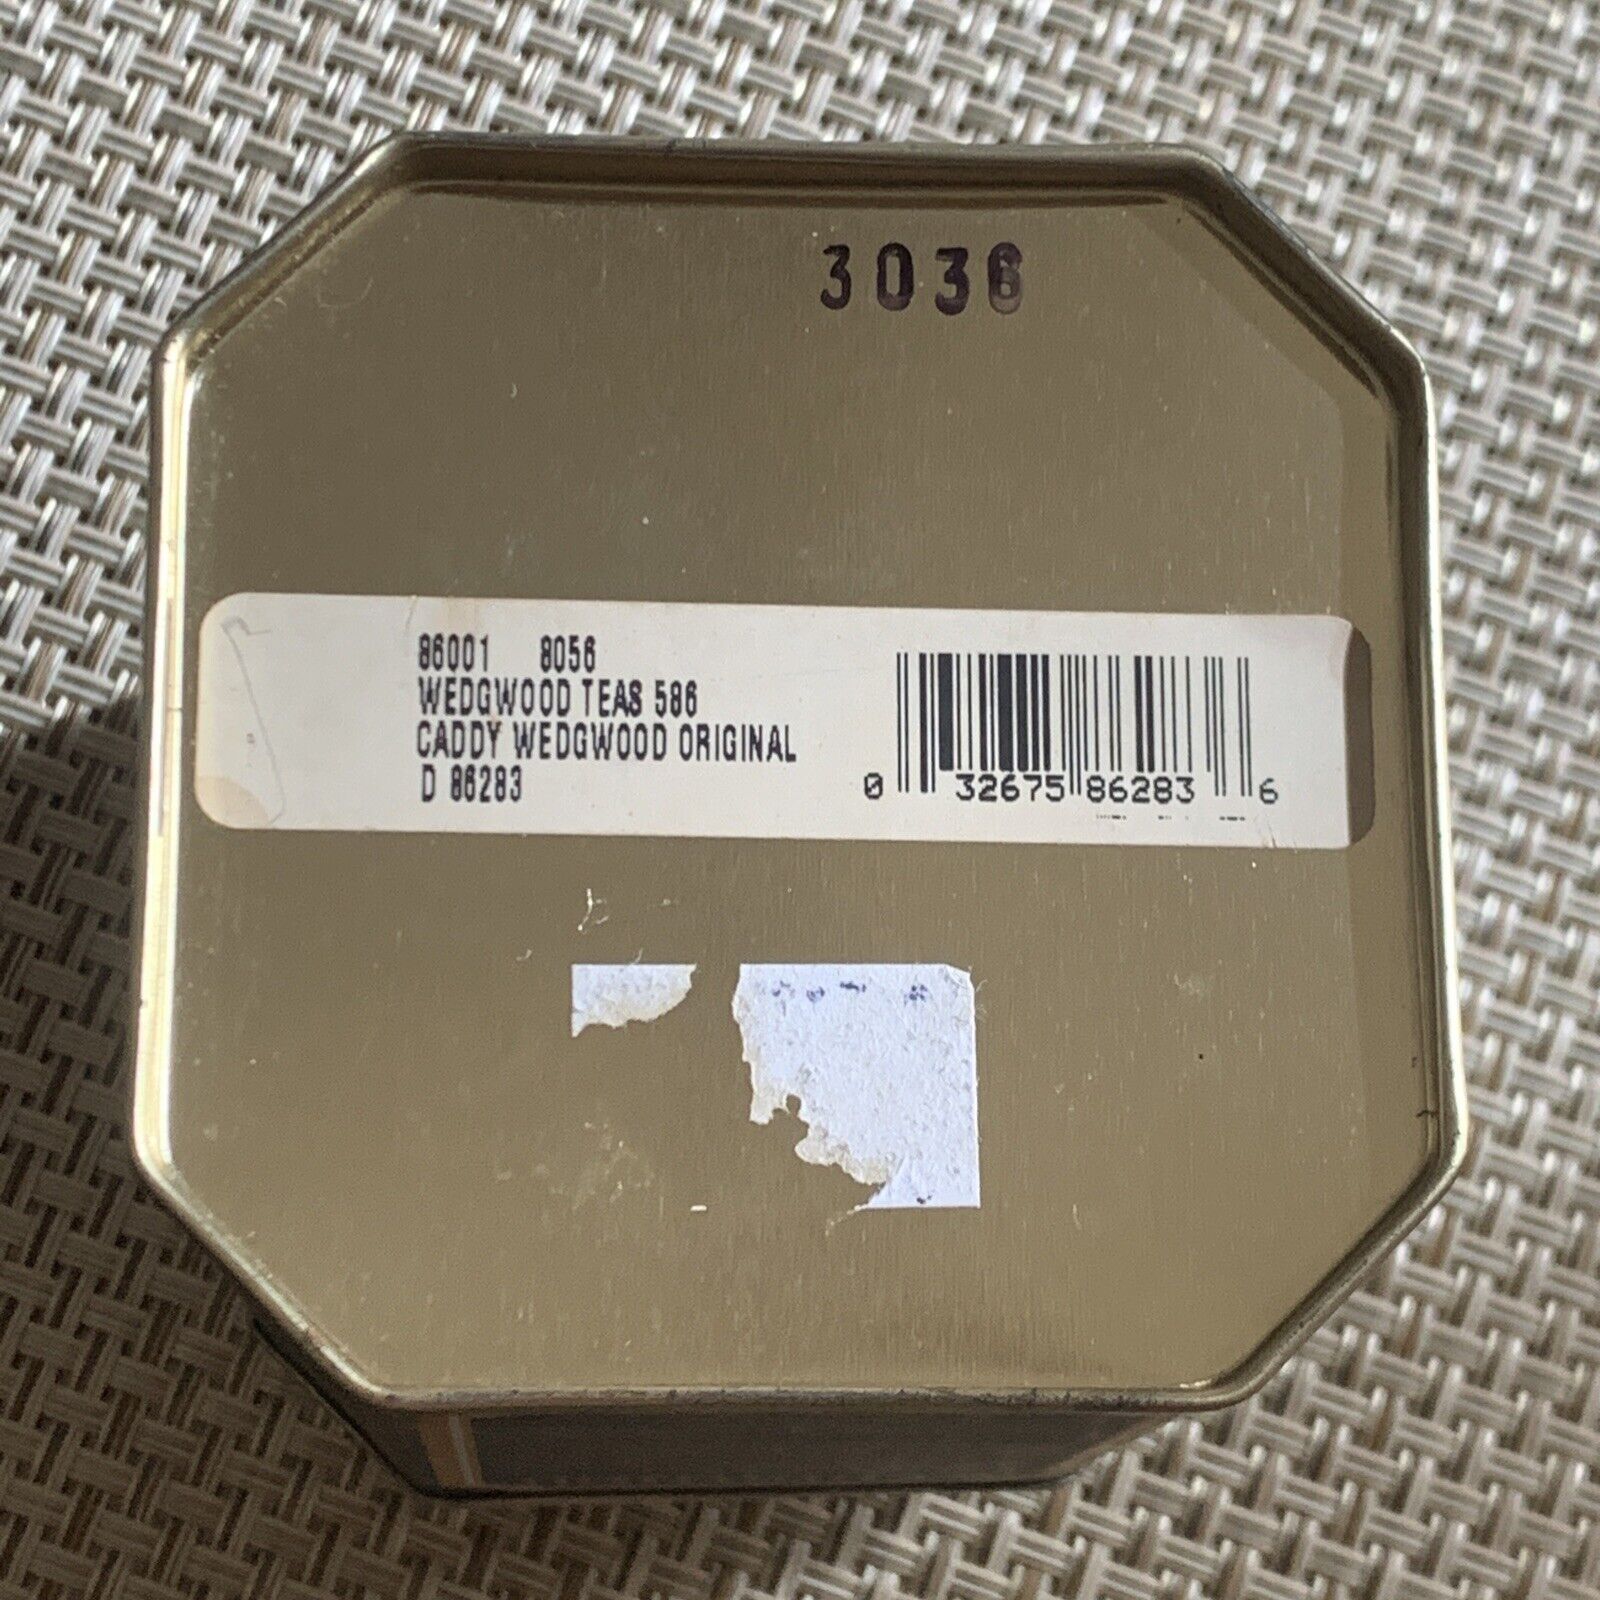 3036
86001 8056
WEDGWOOD TEAS 586
CADDY WEDGWOOD ORIGINAL
D 86283
0 32675 86283 6